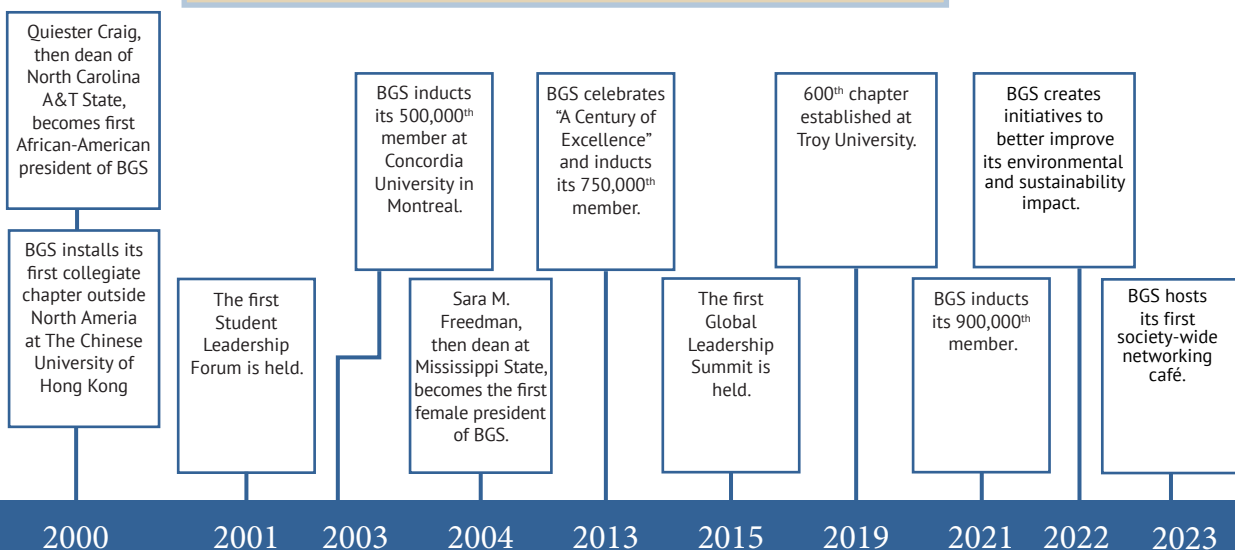 Quiester Craig,
then dean of
North Carolina
A&T State,
becomes first
African-American
president of BGS
BGS installs its
first collegiate
chapter outside
North Ameria
at The Chinese
University of
Hong Kong
The first
Student
Leadership
Forum is held.
BGS inducts
its 500,000th
member at
Concordia
University in
Montreal.
Sara M.
Freedman,
then dean at
Mississippi State,
becomes the first
female president
of BGS.
BGS celebrates
“A Century of
Excellence”
and inducts
its 750,000th
member.
The first
Global
Leadership
Summit is
held.
600th chapter
established at
Troy University.
BGS inducts
its 900,000th
member.
BGS creates
initiatives to
better improve
its environmental
and sustainability
impact.
BGS hosts
its first
society-wide
networking
café.
2000 2001 2003 2004 2013 2015 2019 2021 2022 2023